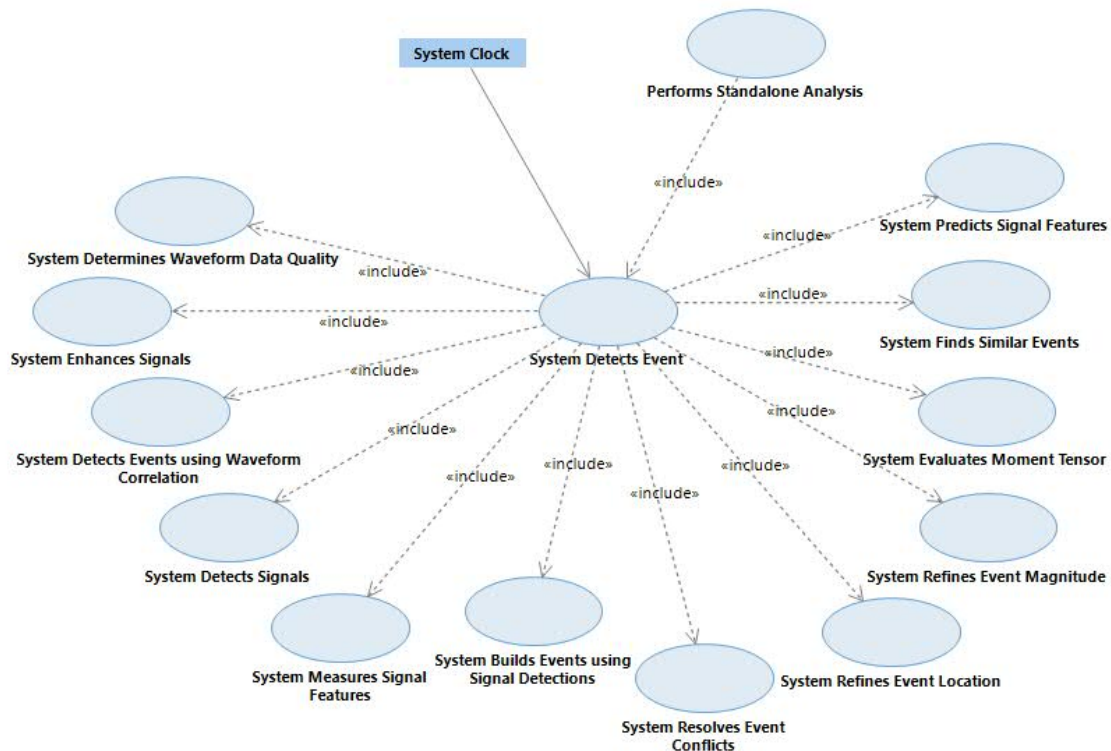 System Clock
Performs Standalone Analysis
«include»
System Predicts Signal Features
«include»
System Determines Waveform Data Quality
«include»
«include»
System Finds Similar Events
System Enhances Signals
«include»
System Detects Event
«include»
«include»
System Evaluates Moment Tensor
«include»
System Detects Events using Waveform
Correlation
«include»
«include»
System Detects Signals
«include»
«include»
«include»
System Refines Event Magnitude
System Measures Signal
Features
System Builds Events using
Signal Detections
System Refines Event Location
System Resolves Event
Conflicts